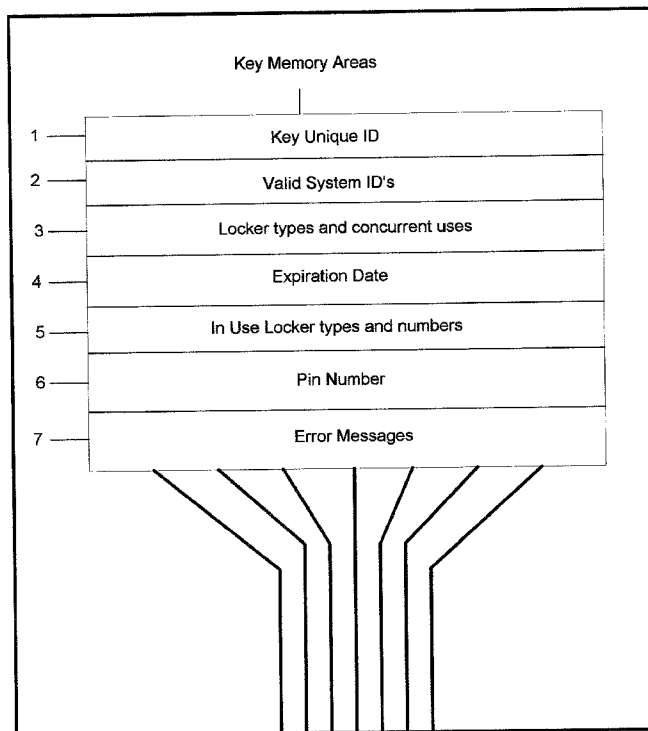 Key Memory Areas
1 Key Unique ID
2 Valid System ID's
3 Locker types and concurrent uses
4 Expiration Date
5 In Use Locker types and numbers
6 Pin Number
7 Error Messages